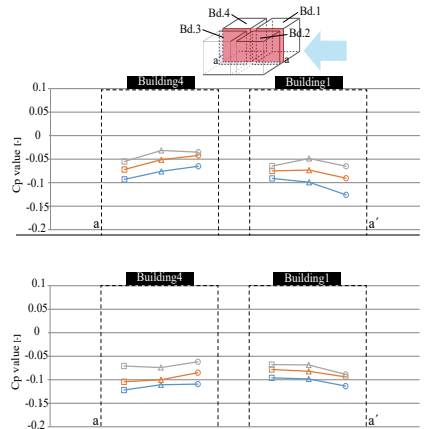 Bd.4
Bd.1
Bd.3
Bd.2
a
a
Building4
Building1
0.1
0.05
0
-0.05
-0.1
-0.15
-0.2
Cp value [-]
a
a´
Building4
Building1
0.1
0.05
0
-0.05
-0.1
-0.15
-0.2
Cp value [-]
a
a´